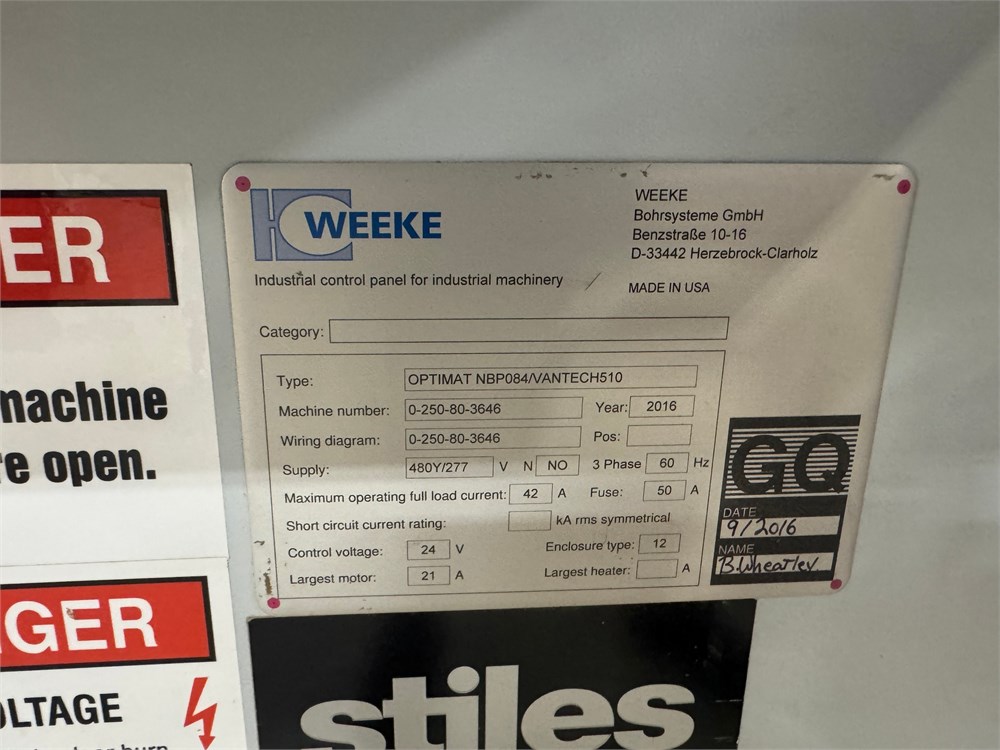 ER
machine
re open.
GER
OLTAGE
WEEKE
Industrial control panel for industrial machinery
WEEKE
Bohrsysteme GmbH
Benzstraße 10-16
D-33442 Herzebrock-Clarholz
MADE IN USA
Category:
Type: OPTIMAT NBP084/VANTECH510
Machine number: 0-250-80-3646 Year: 2016
Wiring diagram: 0-250-80-3646 Pos:
Supply: 480Y/277 V N NO 3 Phase 60 Hz
Maximum operating full load current: 42 A Fuse: 50 A
Short circuit current rating: kA rms symmetrical
Control voltage: 24 V Enclosure type: 12
Largest motor: 21 A Largest heater: A
GQ
DATE
9/2016
NAME
B.Wheatley
stiles